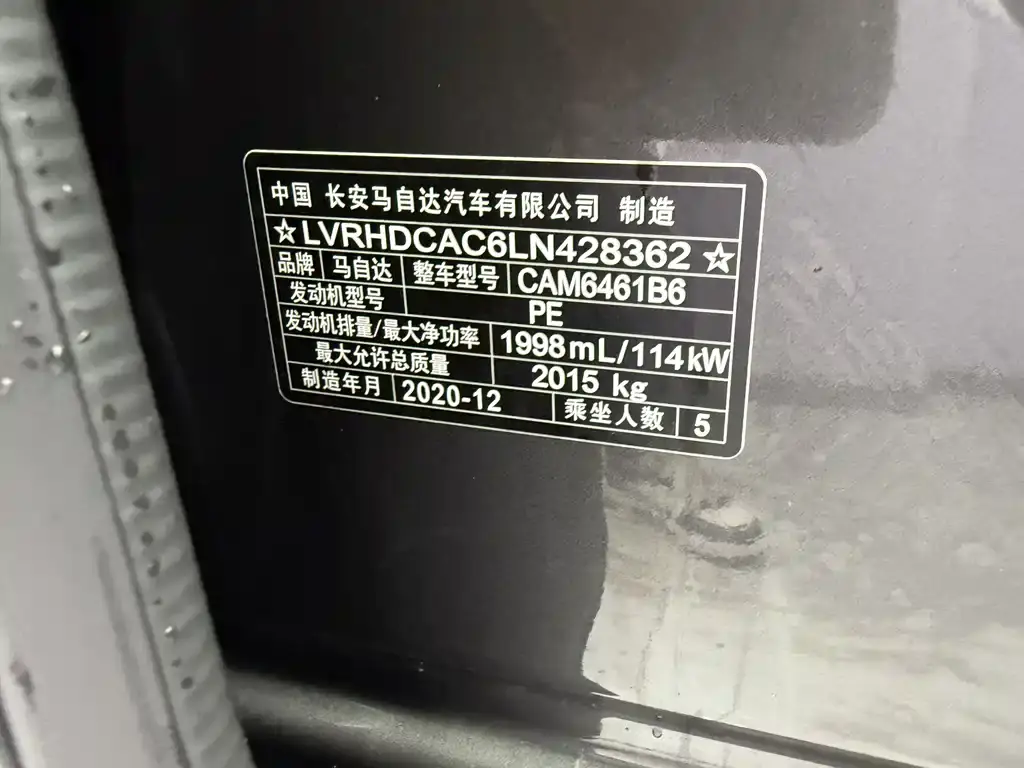 中国 长安马自达汽车有限公司 制造
☆LVRHDCAC6LN428362☆
品牌 马自达 整车型号 CAM6461B6
发动机型号 PE
发动机排量/最大净功率 1998mL/114kW
最大允许总质量 2015 kg
制造年月 2020-12 乘坐人数 5